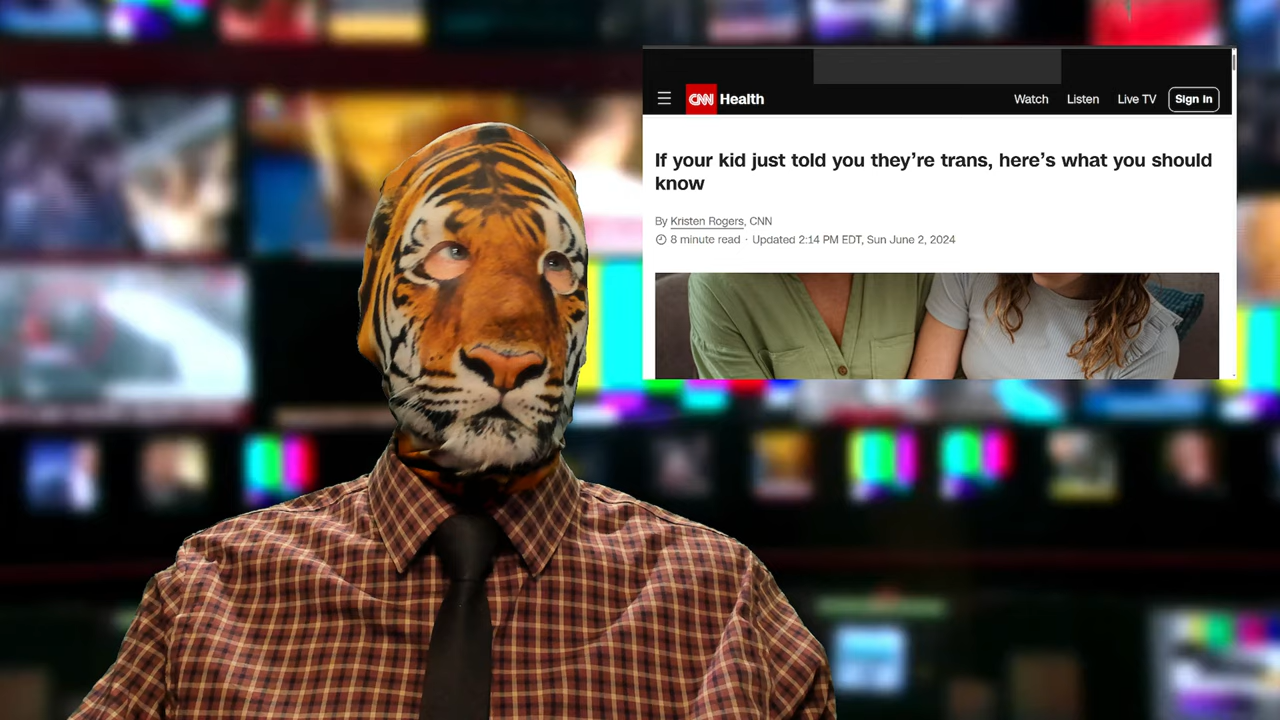 CNN Health
Watch Listen Live TV Sign In
If your kid just told you they’re trans, here’s what you should
know
By Kristen Rogers, CNN
8 minute read · Updated 2:14 PM EDT, Sun June 2, 2024